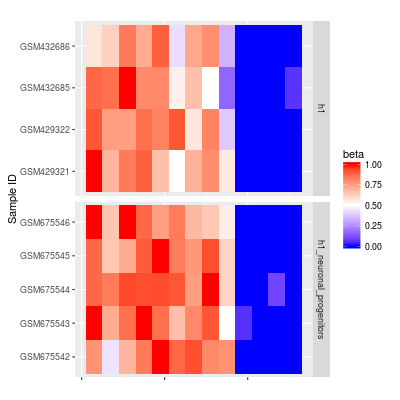 GSM432686
GSM432685
GSM429322
GSM429321
h1
GSM675546
GSM675545
GSM675544
GSM675543
GSM675542
h1_neuronal_progenitors
Sample ID
beta
1.00
0.75
0.50
0.25
0.00